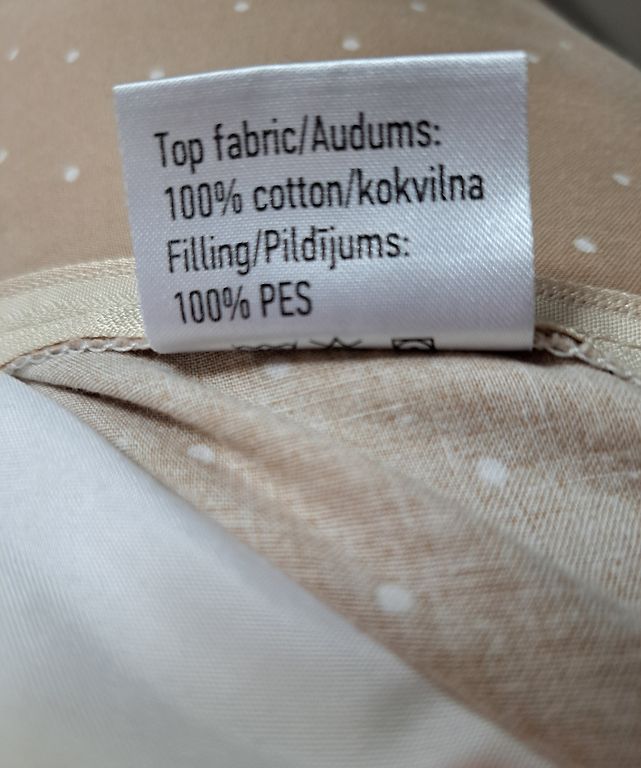 Top fabric/Audums:
100% cotton/kokvilna
Filling/Pildījums:
100% PES